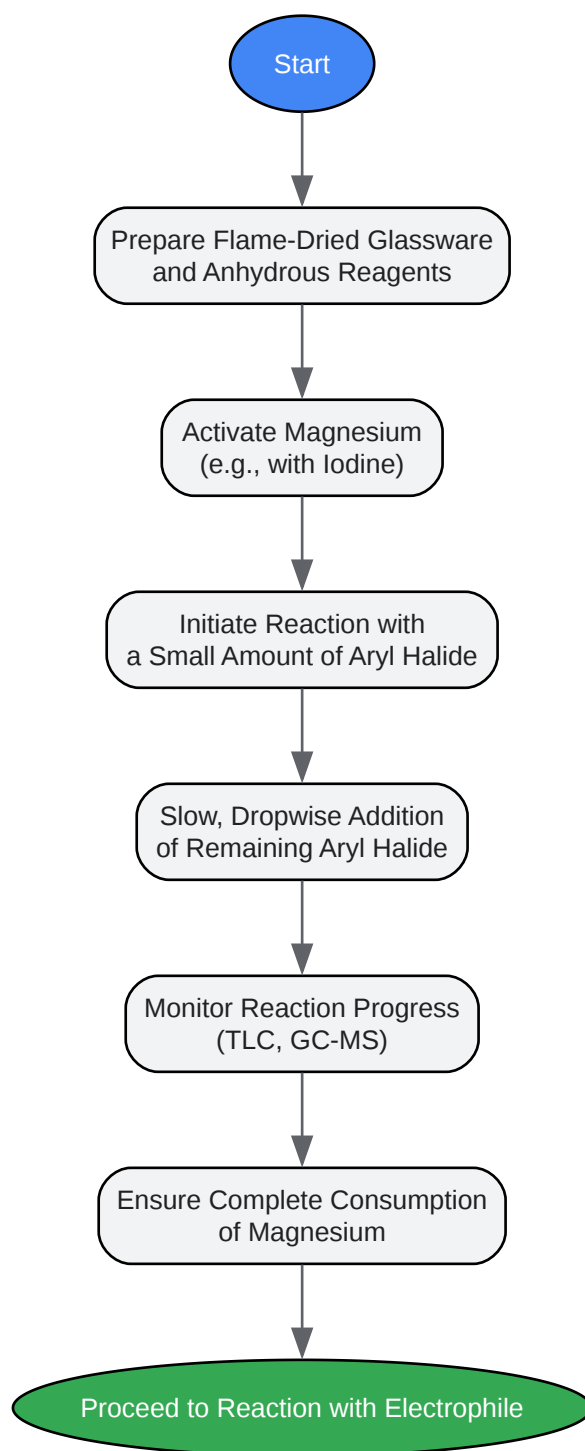 Start
Prepare Flame-Dried Glassware
and Anhydrous Reagents
Activate Magnesium
(e.g., with Iodine)
Initiate Reaction with
a Small Amount of Aryl Halide
Slow, Dropwise Addition
of Remaining Aryl Halide
Monitor Reaction Progress
(TLC, GC-MS)
Ensure Complete Consumption
of Magnesium
Proceed to Reaction with Electrophile